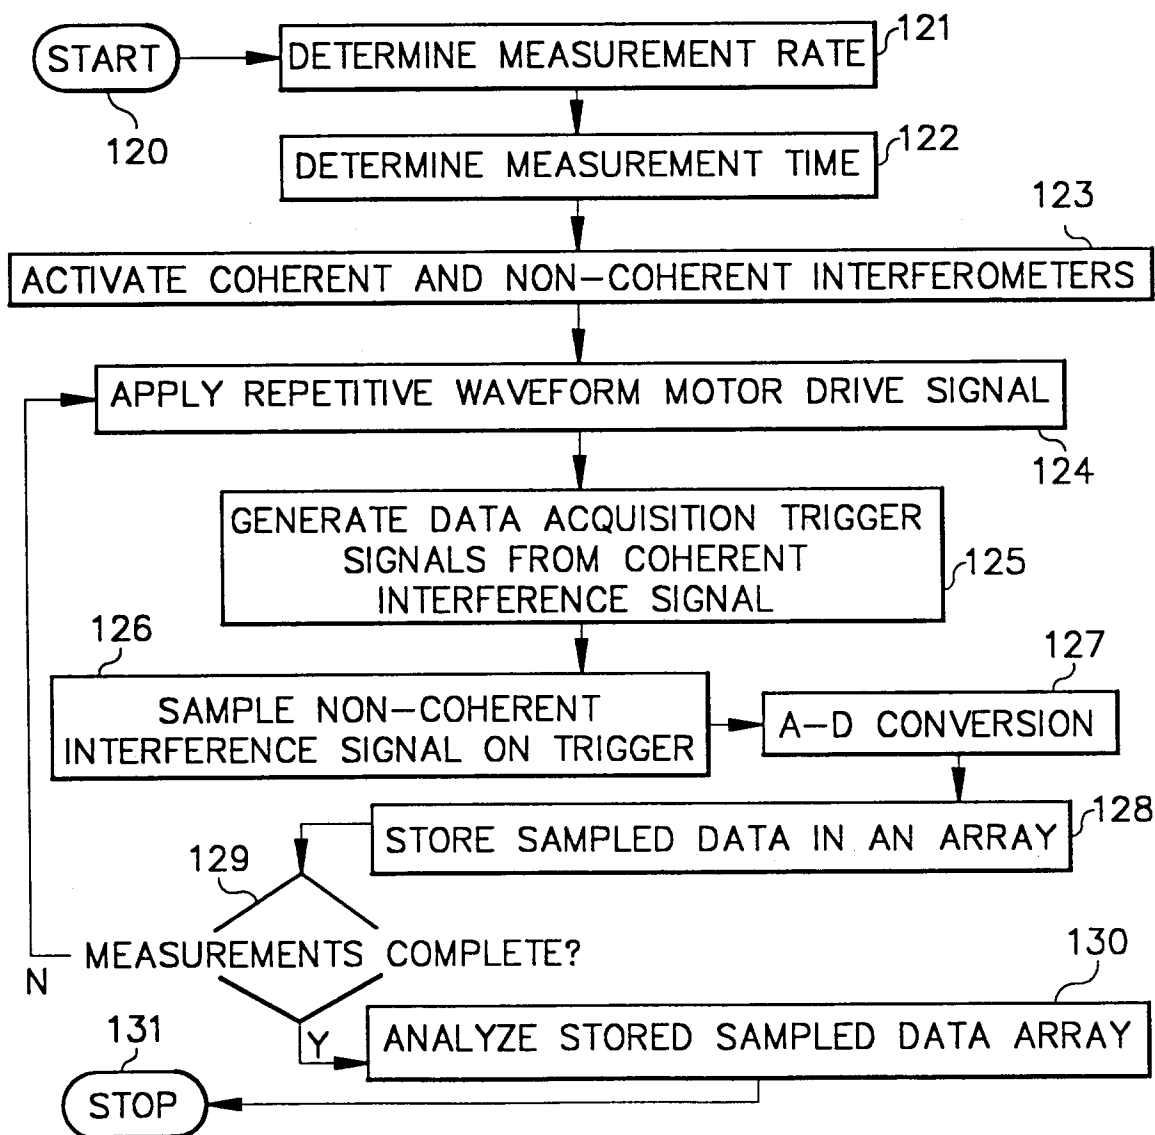 START
DETERMINE MEASUREMENT RATE
121
120
DETERMINE MEASUREMENT TIME
122
123
ACTIVATE COHERENT AND NON-COHERENT INTERFEROMETERS
APPLY REPETITIVE WAVEFORM MOTOR DRIVE SIGNAL
124
GENERATE DATA ACQUISITION TRIGGER
SIGNALS FROM COHERENT
INTERFERENCE SIGNAL
125
126
SAMPLE NON-COHERENT
INTERFERENCE SIGNAL ON TRIGGER
127
A-D CONVERSION
STORE SAMPLED DATA IN AN ARRAY
128
129
MEASUREMENTS COMPLETE?
N
Y
130
ANALYZE STORED SAMPLED DATA ARRAY
131
STOP